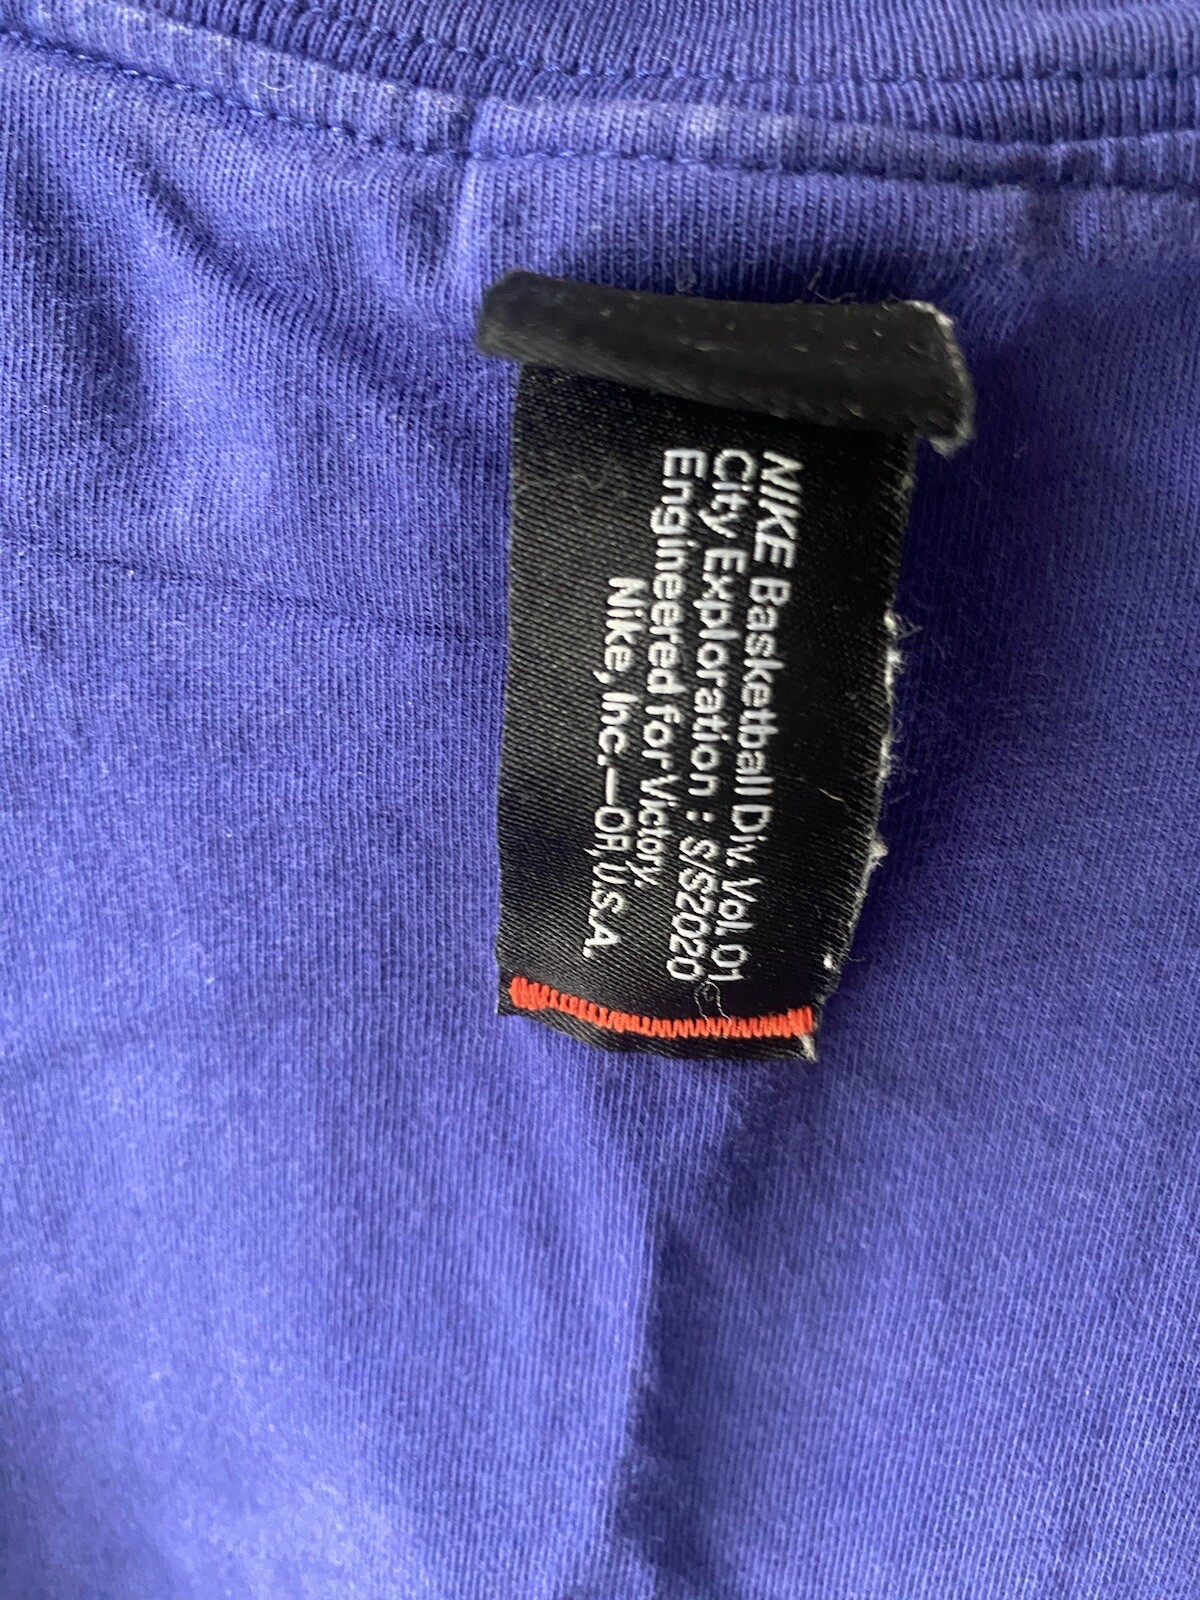 NIKE Basketball Div. Vol. 01
City Exploration : S/S2020
Engineered for Victory.
Nike, Inc.—OR, U.S.A.